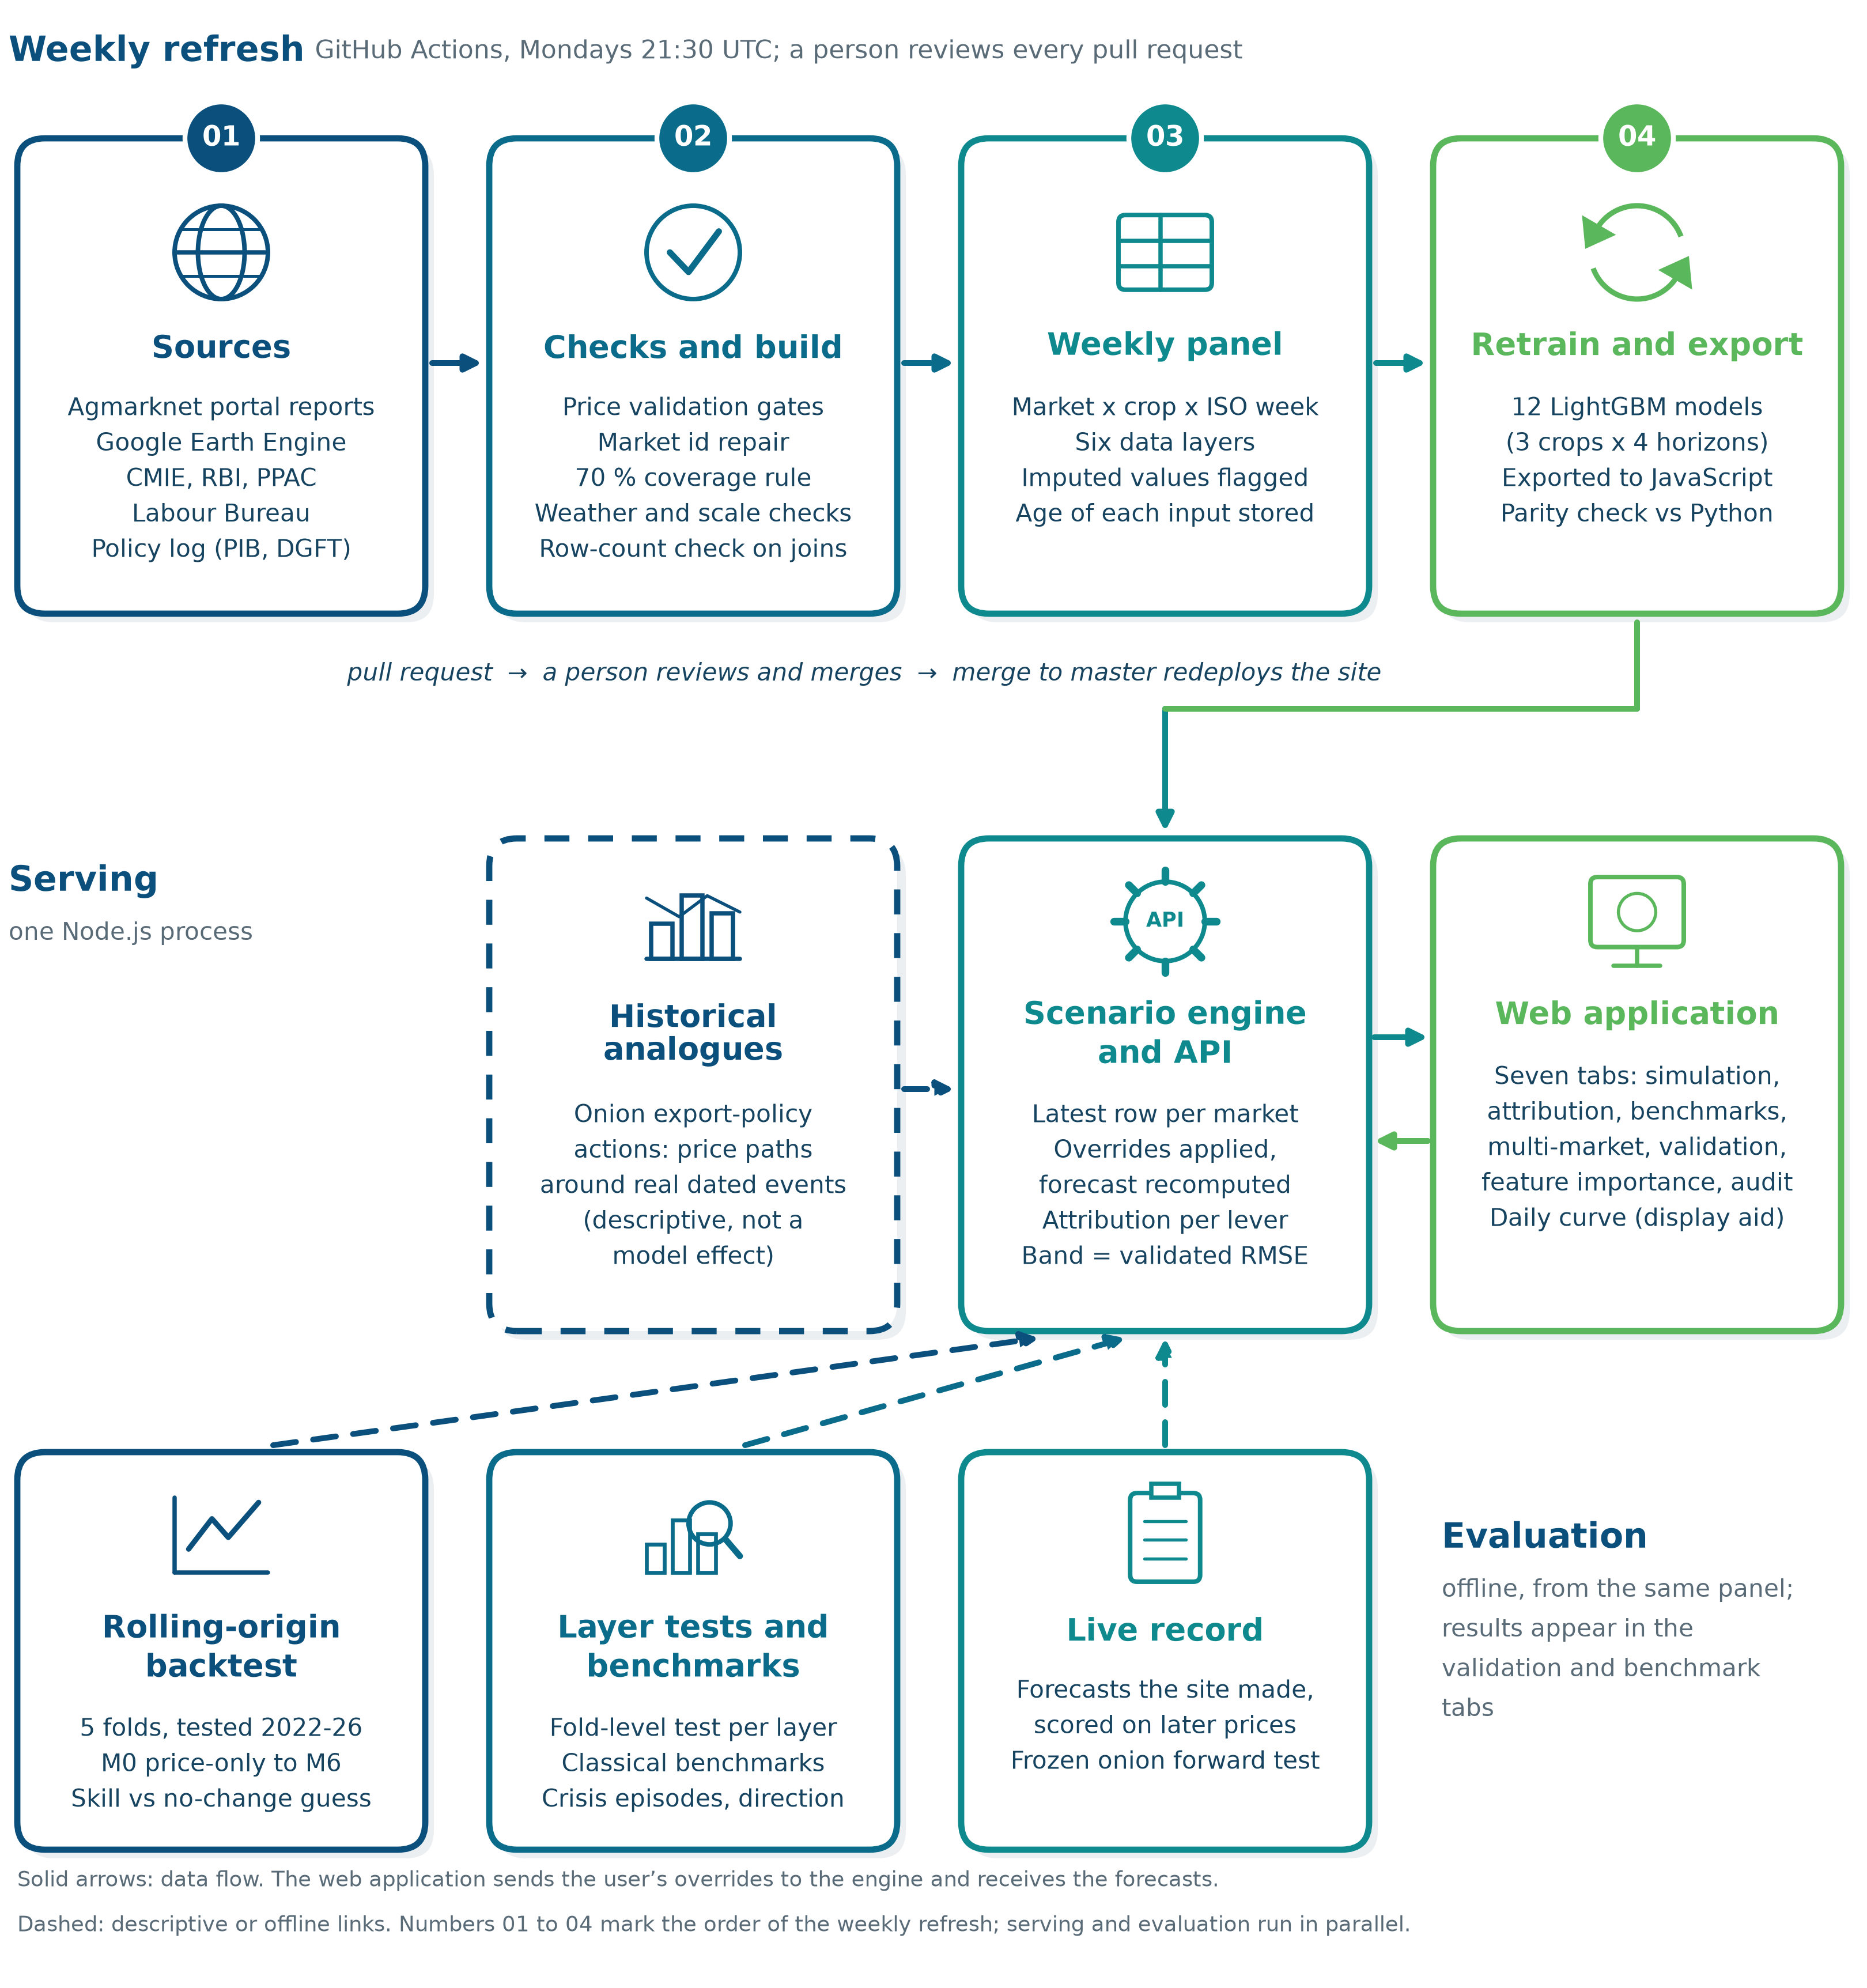 Weekly refresh GitHub Actions, Mondays 21:30 UTC; a person reviews every pull request
01
Sources
Agmarknet portal reports
Google Earth Engine
CMIE, RBI, PPAC
Labour Bureau
Policy log (PIB, DGFT)
02
Checks and build
Price validation gates
Market id repair
70 % coverage rule
Weather and scale checks
Row-count check on joins
03
Weekly panel
Market x crop x ISO week
Six data layers
Imputed values flagged
Age of each input stored
04
Retrain and export
12 LightGBM models
(3 crops x 4 horizons)
Exported to JavaScript
Parity check vs Python
pull request → a person reviews and merges → merge to master redeploys the site
Serving
one Node.js process
Historical
analogues
Onion export-policy
actions: price paths
around real dated events
(descriptive, not a
model effect)
API
Scenario engine
and API
Latest row per market
Overrides applied,
forecast recomputed
Attribution per lever
Band = validated RMSE
Web application
Seven tabs: simulation,
attribution, benchmarks,
multi-market, validation,
feature importance, audit
Daily curve (display aid)
Rolling-origin
backtest
5 folds, tested 2022-26
M0 price-only to M6
Skill vs no-change guess
Layer tests and
benchmarks
Fold-level test per layer
Classical benchmarks
Crisis episodes, direction
Live record
Forecasts the site made,
scored on later prices
Frozen onion forward test
Evaluation
offline, from the same panel;
results appear in the
validation and benchmark
tabs
Solid arrows: data flow. The web application sends the user’s overrides to the engine and receives the forecasts.
Dashed: descriptive or offline links. Numbers 01 to 04 mark the order of the weekly refresh; serving and evaluation run in parallel.